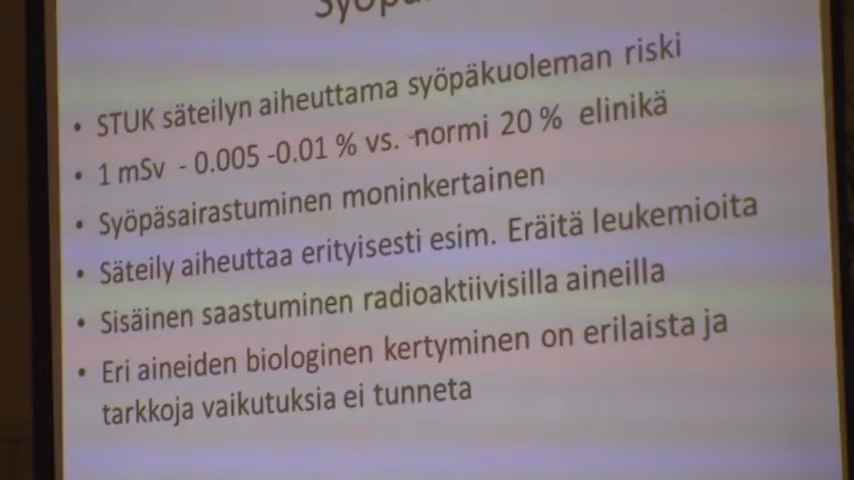 • STUK säteilyn aiheuttama syöpäkuoleman riski
• 1 mSv - 0.005 -0.01 % vs. -normi 20 % elinikä
• Syöpäsairastuminen moninkertainen
• Säteily aiheuttaa erityisesti esim. Eräitä leukemioita
• Sisäinen saastuminen radioaktiivisilla aineilla
• Eri aineiden biologinen kertyminen on erilaista ja
tarkkoja vaikutuksia ei tunneta